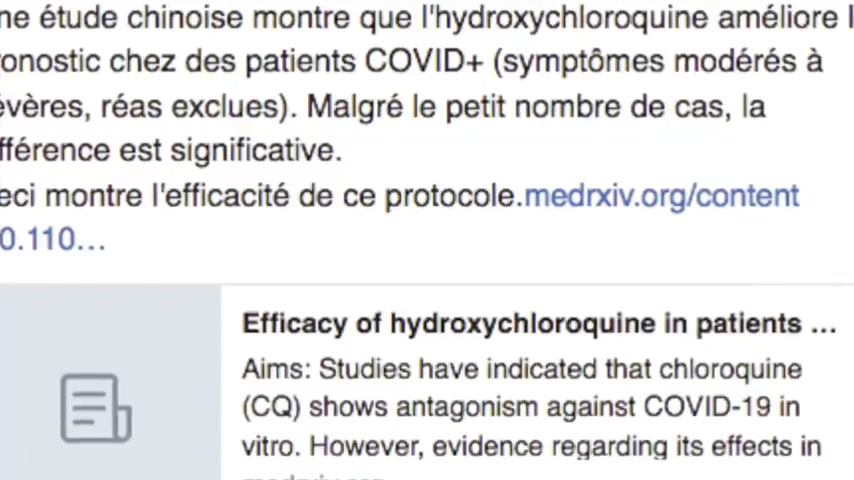 ne étude chinoise montre que l'hydroxychloroquine améliore l
ronostic chez des patients COVID+ (symptômes modérés à
évères, réas exclues). Malgré le petit nombre de cas, la
fférence est significative.
eci montre l'efficacité de ce protocole.medrxiv.org/content
0.110...
Efficacy of hydroxychloroquine in patients ...
Aims: Studies have indicated that chloroquine
(CQ) shows antagonism against COVID-19 in
vitro. However, evidence regarding its effects in